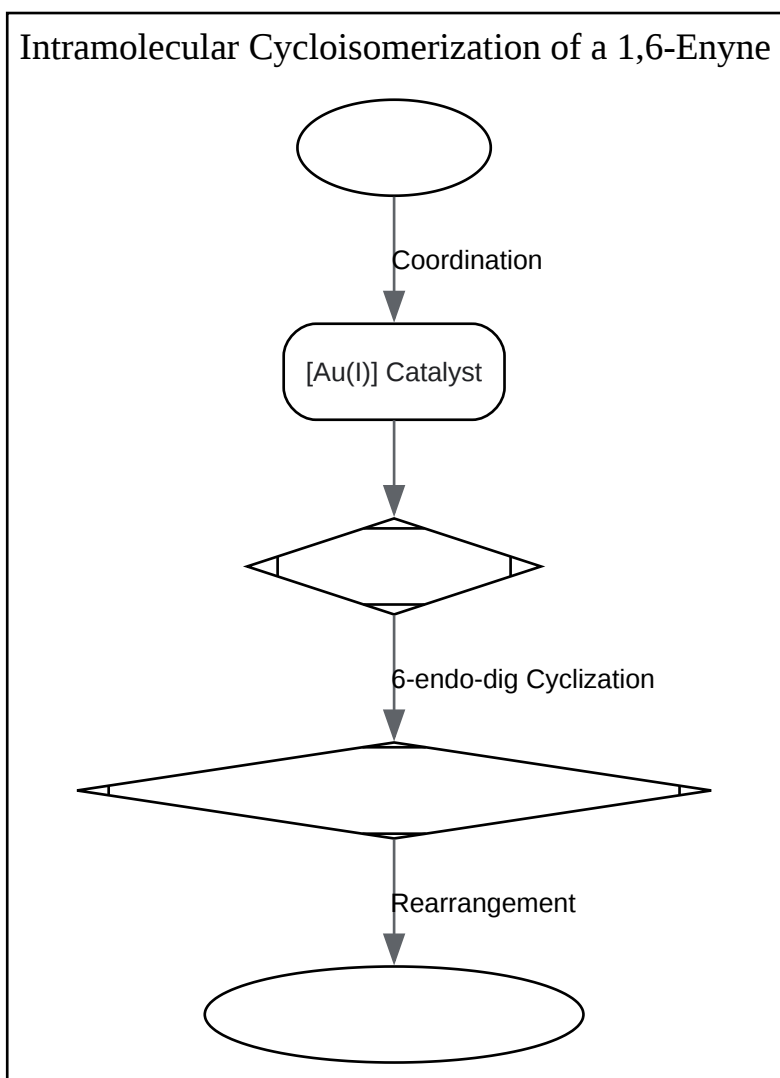 Intramolecular Cycloisomerization of a 1,6-Enyne
Coordination
[Au(I)] Catalyst
6-endo-dig Cyclization
Rearrangement